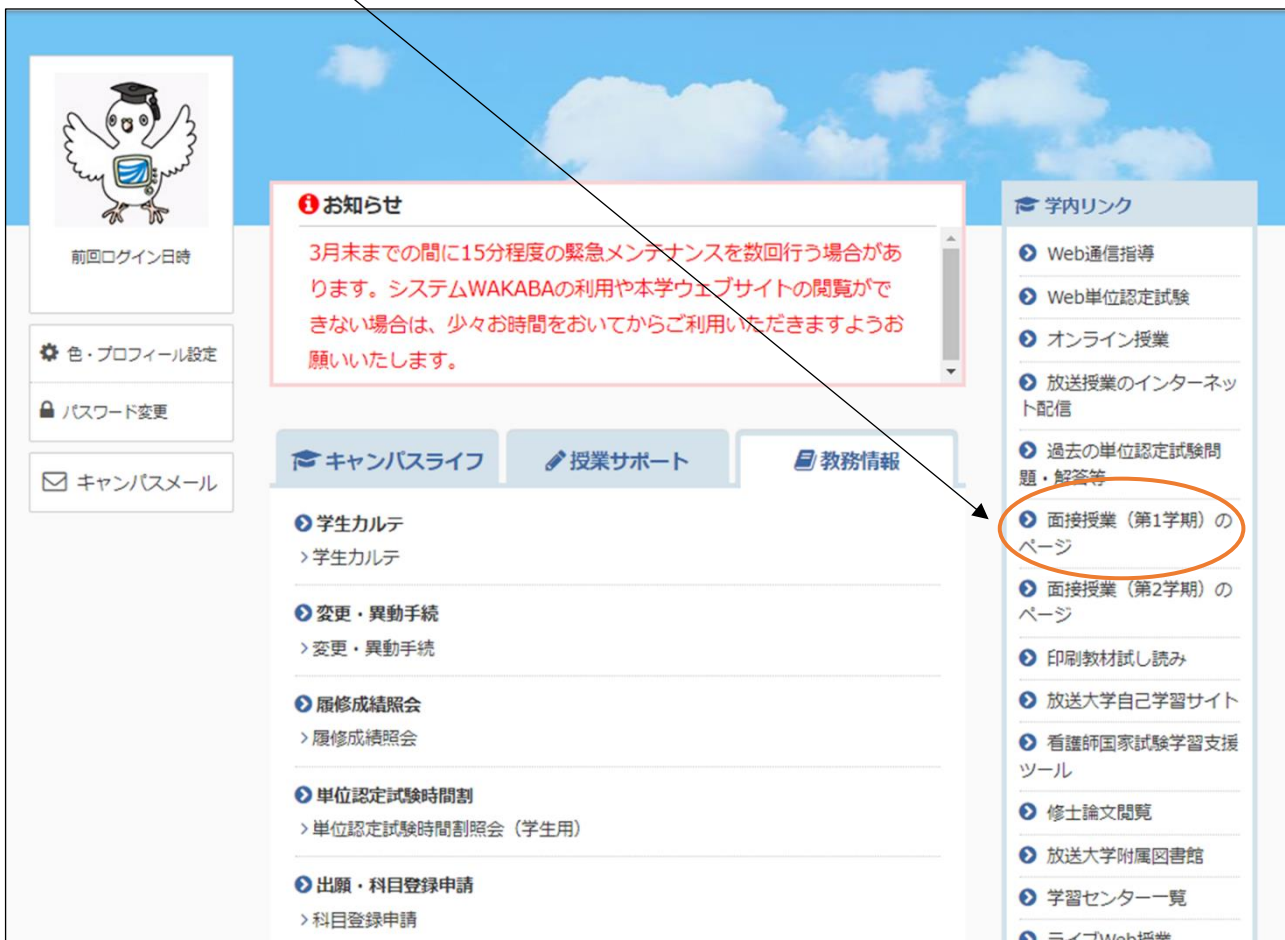 前回ログイン日時
色・プロフィール設定
パスワード変更
キャンパスメール
お知らせ
3月末までの間に15分程度の緊急メンテナンスを数回行う場合があ
ります。システムWAKABAの利用や本学ウェブサイトの閲覧がで
きない場合は、少々お時間をおいてからご利用いただきますようお
願いいたします。
キャンパスライフ
授業サポート
教務情報
学生カルテ
学生カルテ
変更・異動手続
変更・異動手続
履修成績照会
履修成績照会
単位認定試験時間割
単位認定試験時間割照会（学生用）
出願・科目登録申請
科目登録申請
学内リンク
Web通信指導
Web単位認定試験
オンライン授業
放送授業のインターネッ
ト配信
過去の単位認定試験問
題・解答等
面接授業（第1学期）の
ページ
面接授業（第2学期）の
ページ
印刷教材試し読み
放送大学自己学習サイト
看護師国家試験学習支援
ツール
修士論文閲覧
放送大学附属図書館
学習センター一覧
ライブWeb授業